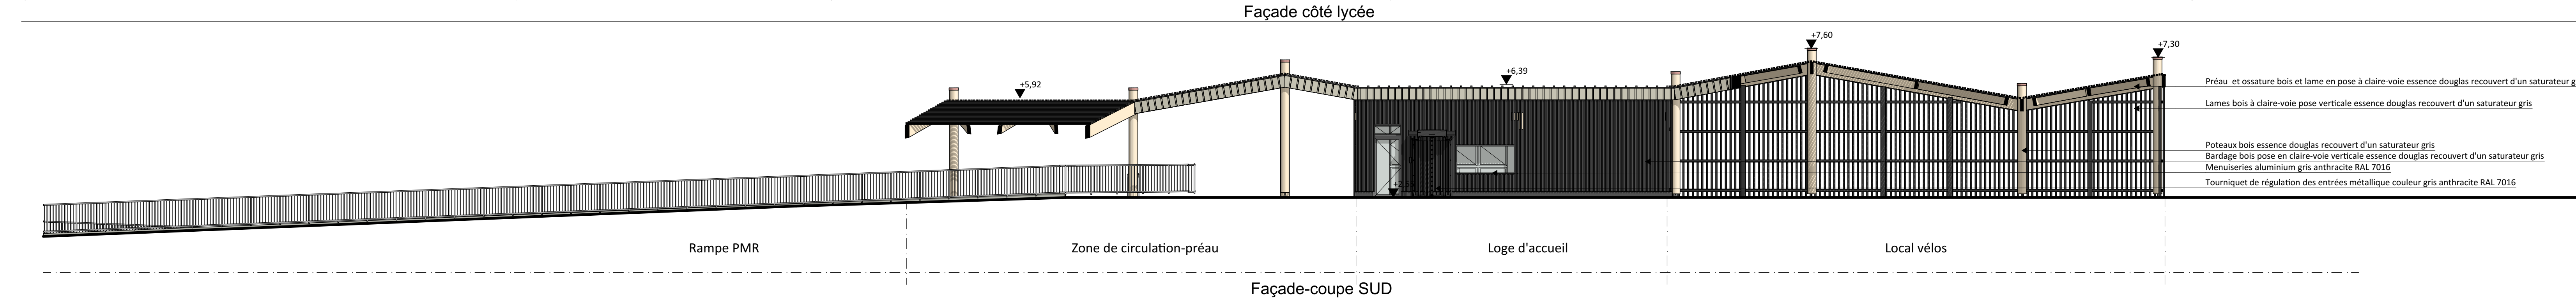 Façade côté lycée
+7,60
+7,30
+6,39
+5,92
Préau et ossature bois et lame en pose à claire-voie essence douglas recouvert d'un saturateur g
Lames bois à claire-voie pose verticale essence douglas recouvert d'un saturateur gris
Poteaux bois essence douglas recouvert d'un saturateur gris
Bardage bois pose en claire-voie verticale essence douglas recouvert d'un saturateur gris
Menuiseries aluminium gris anthracite RAL 7016
Tourniquet de régulation des entrées métallique couleur gris anthracite RAL 7016
Rampe PMR
Zone de circulation-préau
Loge d'accueil
Local vélos
Façade-coupe SUD